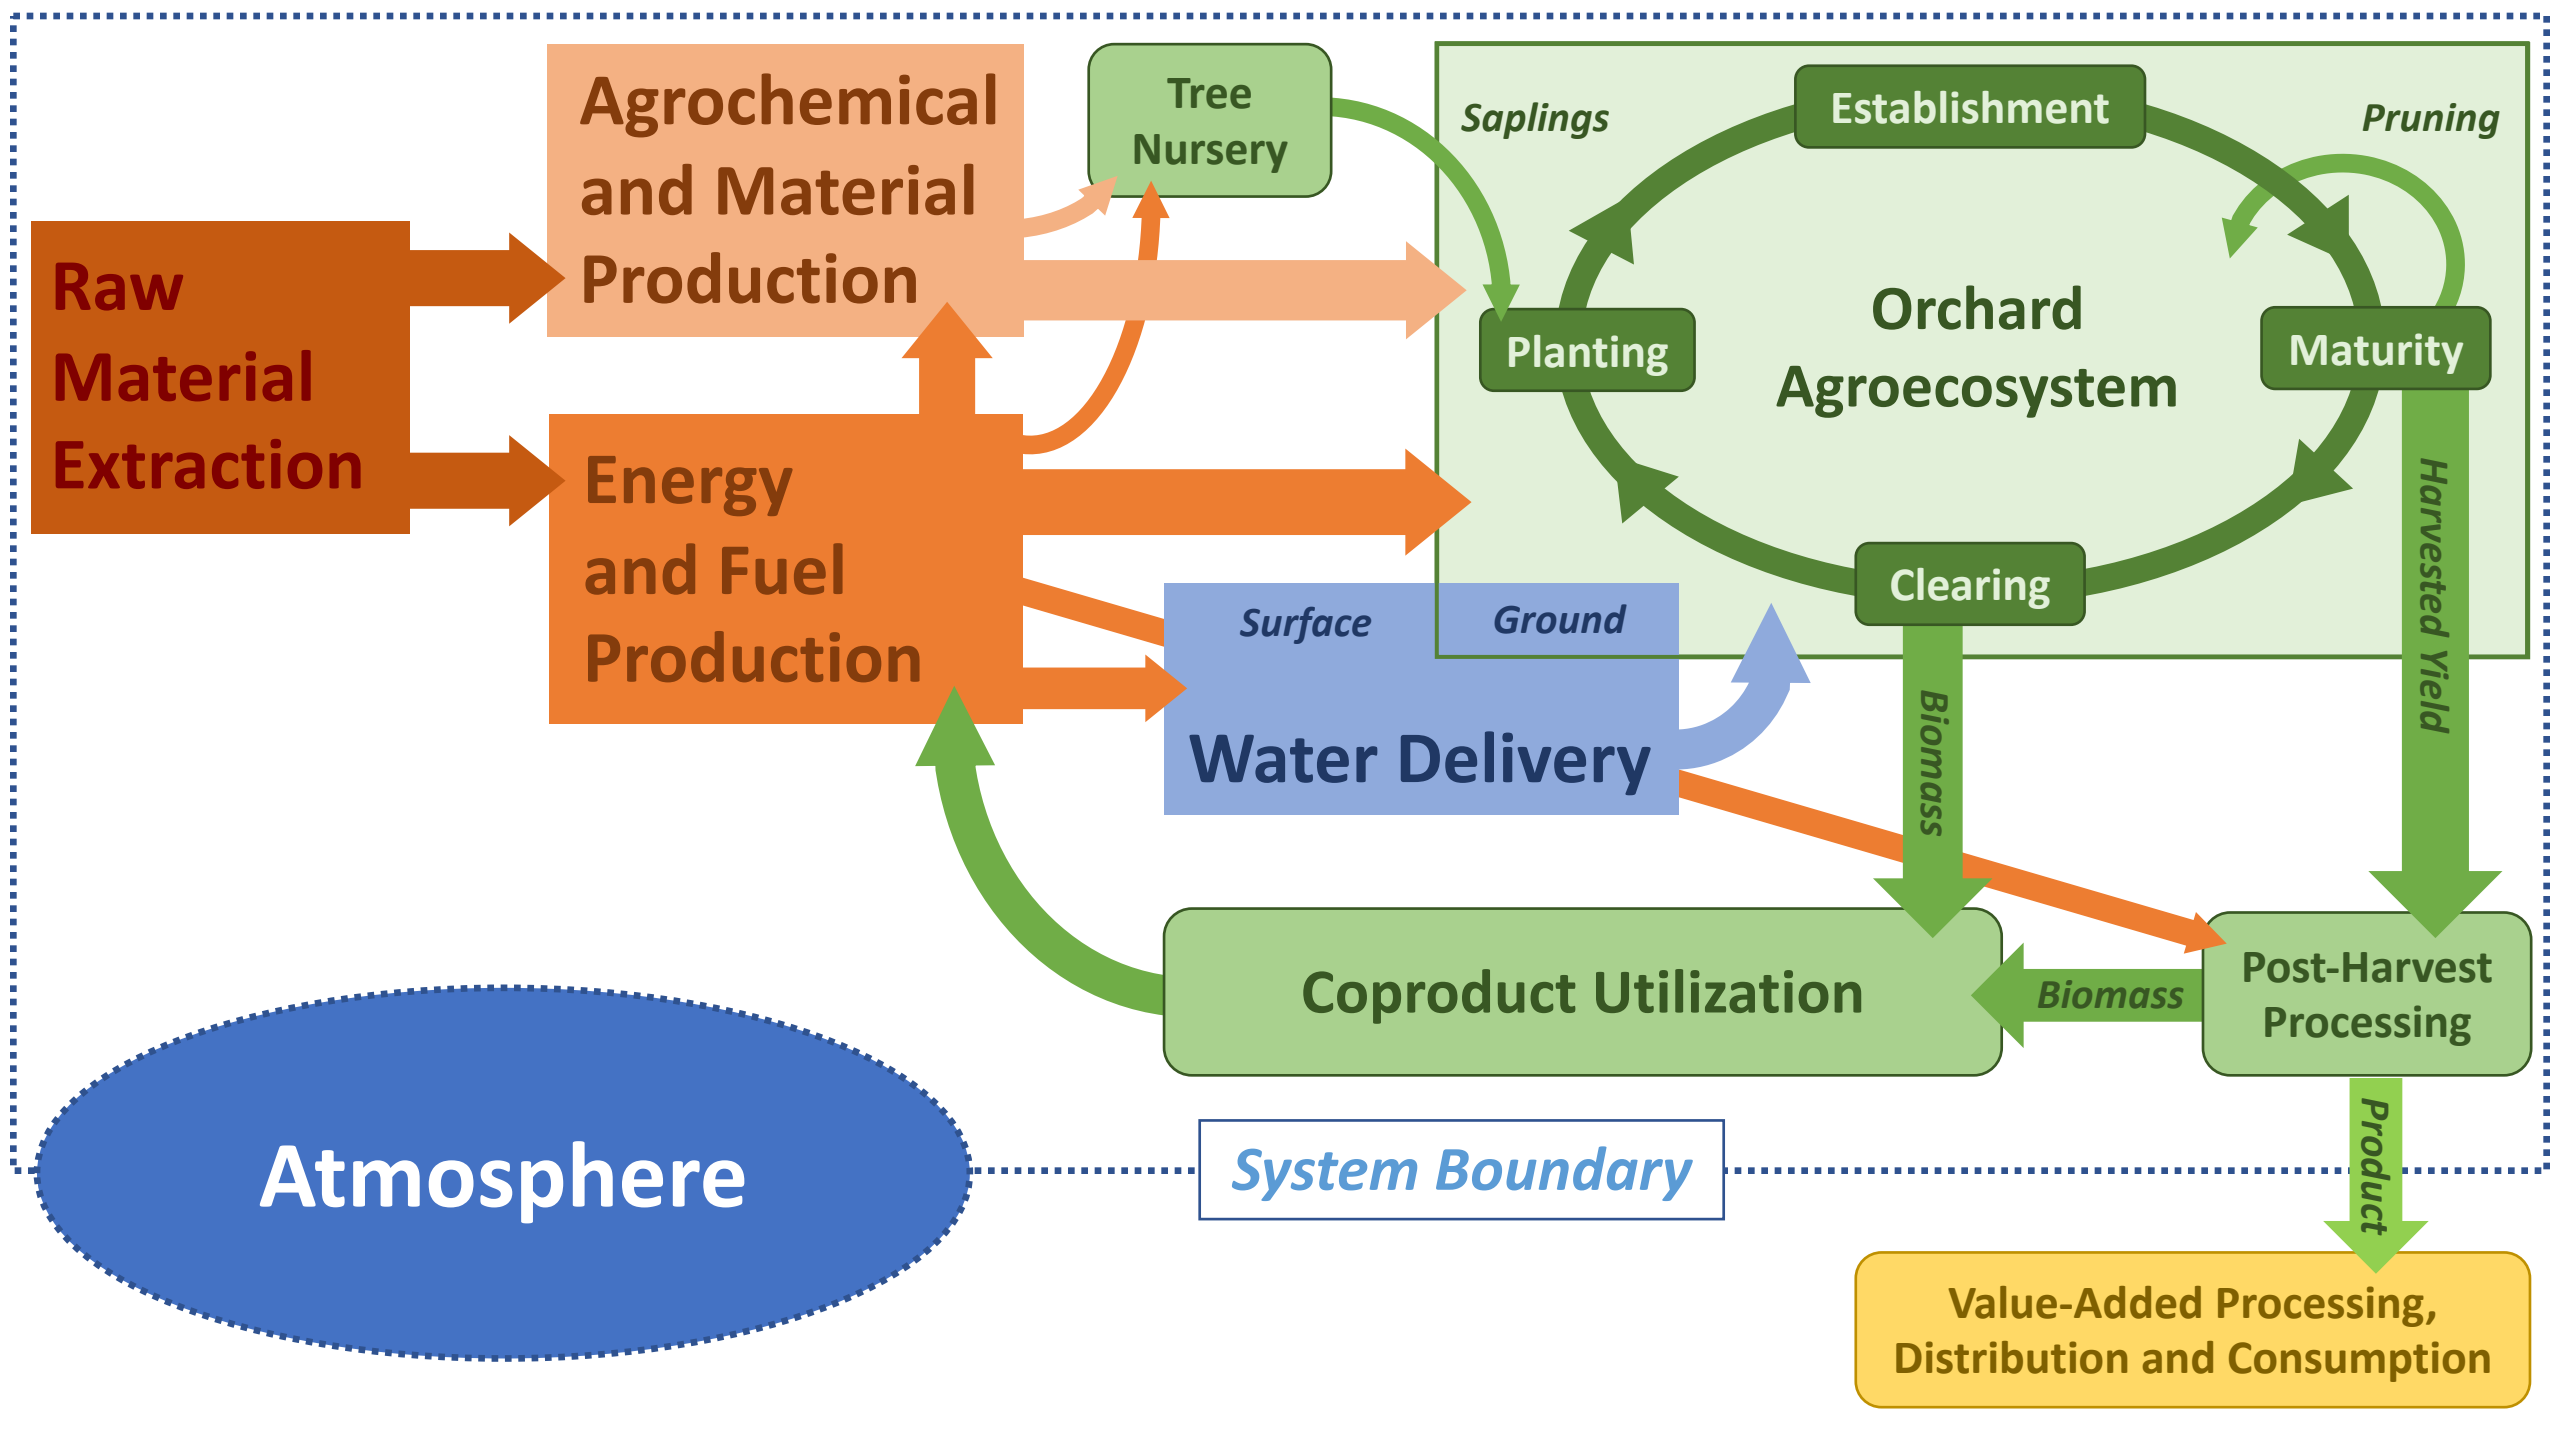 Raw
Material
Extraction
Agrochemical
and Material
Production
Energy
and Fuel
Production
Tree
Nursery
Saplings
Establishment
Pruning
Planting
Orchard
Agroecosystem
Maturity
Clearing
Harvested Yield
Surface
Ground
Water Delivery
Biomass
Coproduct Utilization
Biomass
Post-Harvest
Processing
Atmosphere
System Boundary
Product
Value-Added Processing,
Distribution and Consumption